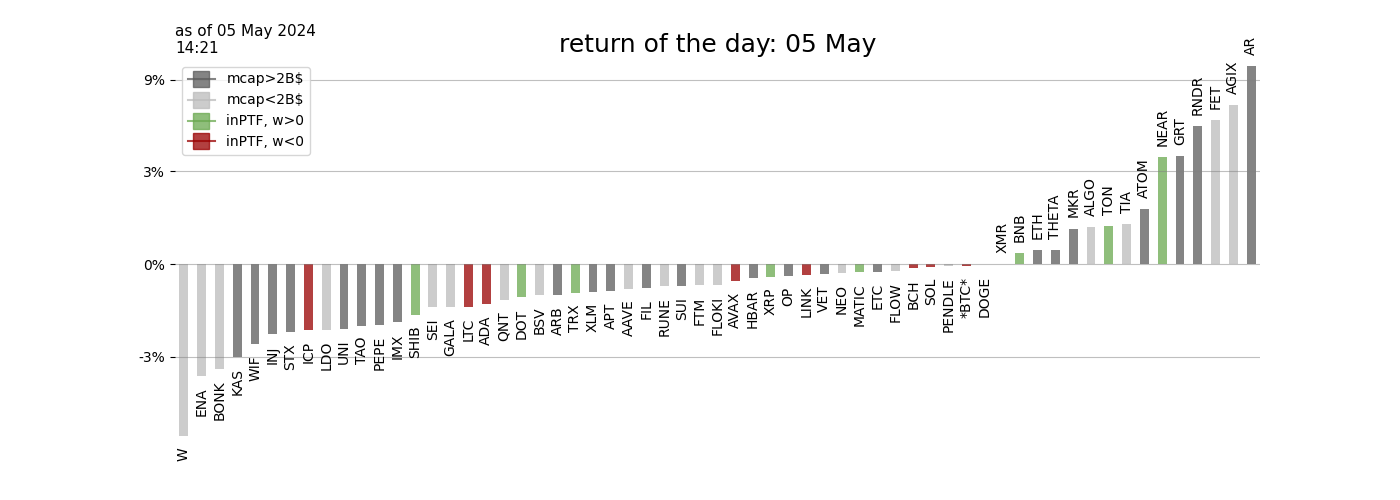 as of 05 May 2024
14:21
return of the day: 05 May
mcap>2B$
mcap<2B$
inPTF, w>0
inPTF, w<0
9%
3%
0%
-3%
W
ENA
BONK
KAS
WIF
INJ
STX
ICP
LDO
UNI
TAO
PEPE
IMX
SHIB
SEI
GALA
LTC
ADA
QNT
DOT
BSV
ARB
TRX
XLM
APT
AAVE
FIL
RUNE
SUI
FTM
FLOKI
AVAX
HBAR
XRP
OP
LINK
VET
NEO
MATIC
ETC
FLOW
BCH
SOL
PENDLE
*BTC*
DOGE
XMR
BNB
ETH
THETA
MKR
ALGO
TON
TIA
ATOM
NEAR
GRT
RNDR
FET
AGIX
AR